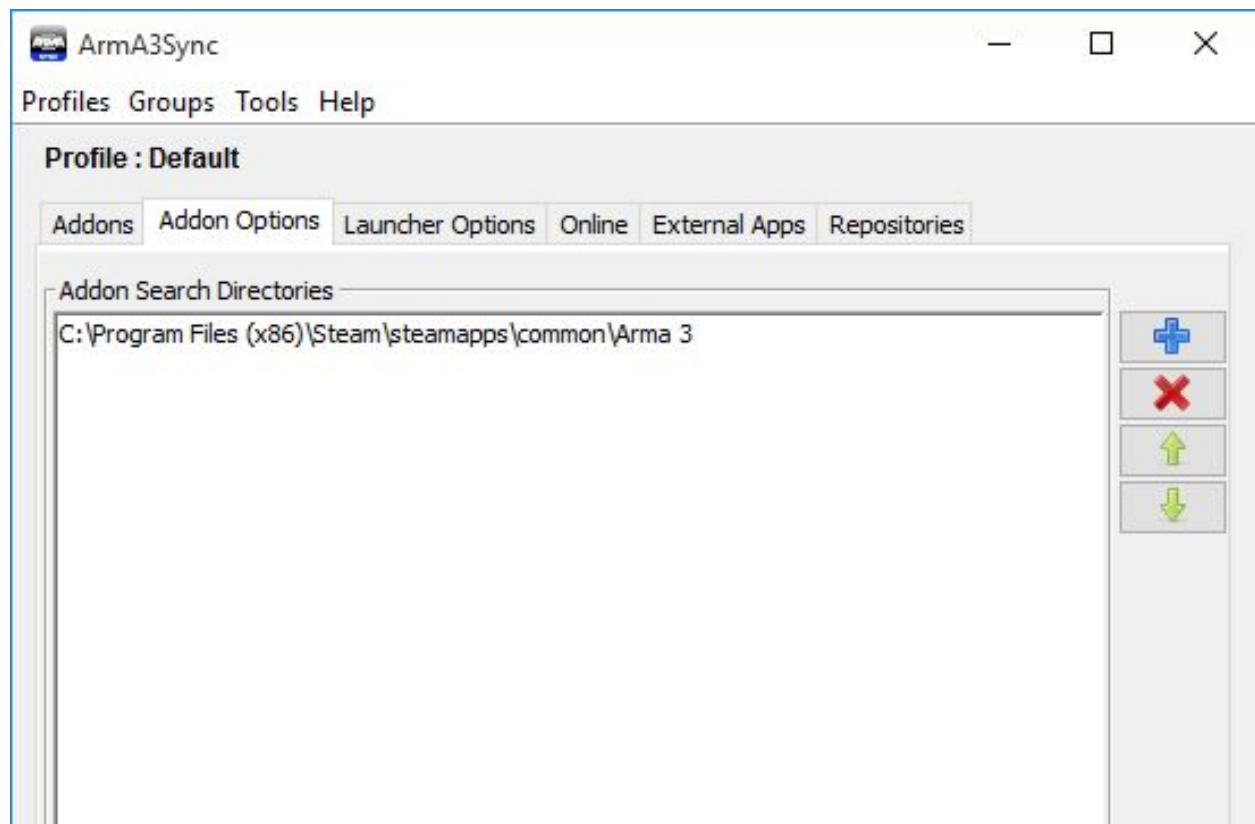 ArmA3Sync
Profiles Groups Tools Help
Profile : Default
Addons Addon Options Launcher Options Online External Apps Repositories
Addon Search Directories
C:\Program Files (x86)\Steam\steamapps\common\Arma 3